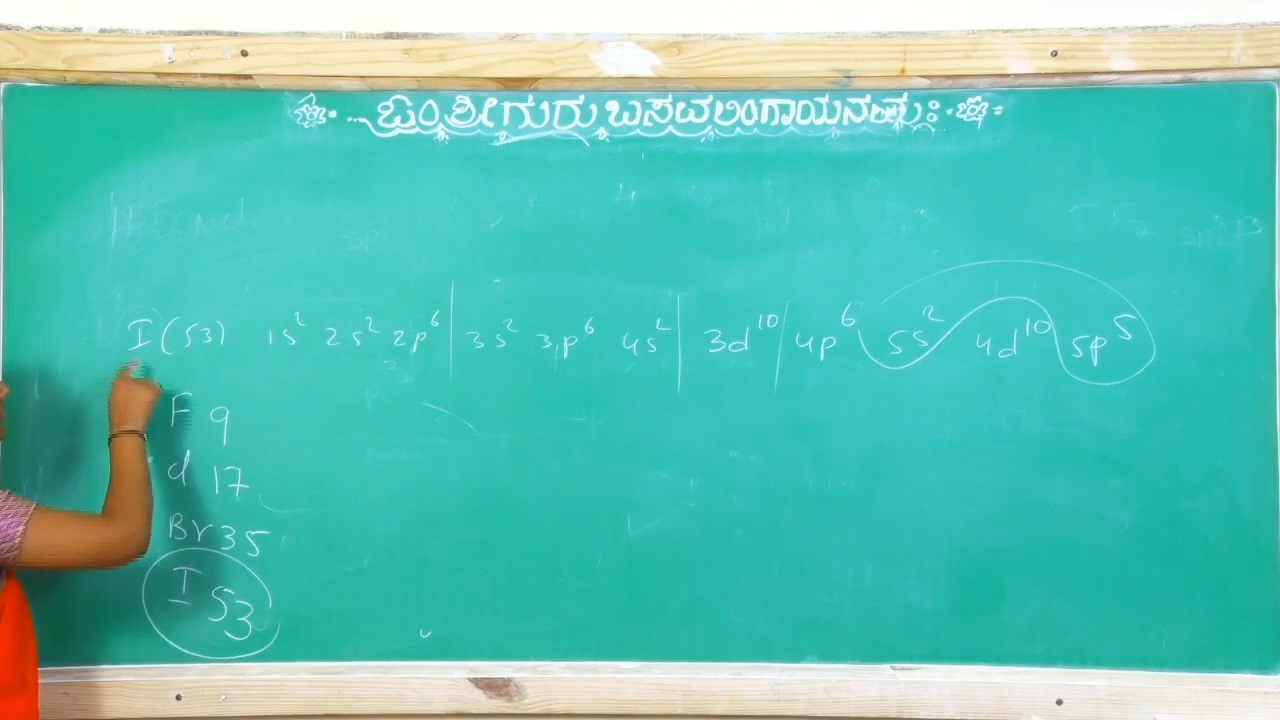 ಓಂ ಶ್ರೀ ಗುರು ಬಸವಲಿಂಗಾಯ ನಮಃ
I (53) 1s² 2s² 2p⁶ | 3s² 3p⁶ 4s² | 3d¹⁰ | 4p⁶ 5s² 4d¹⁰ 5p⁵
F 9
Cl 17
Br 35
I 53